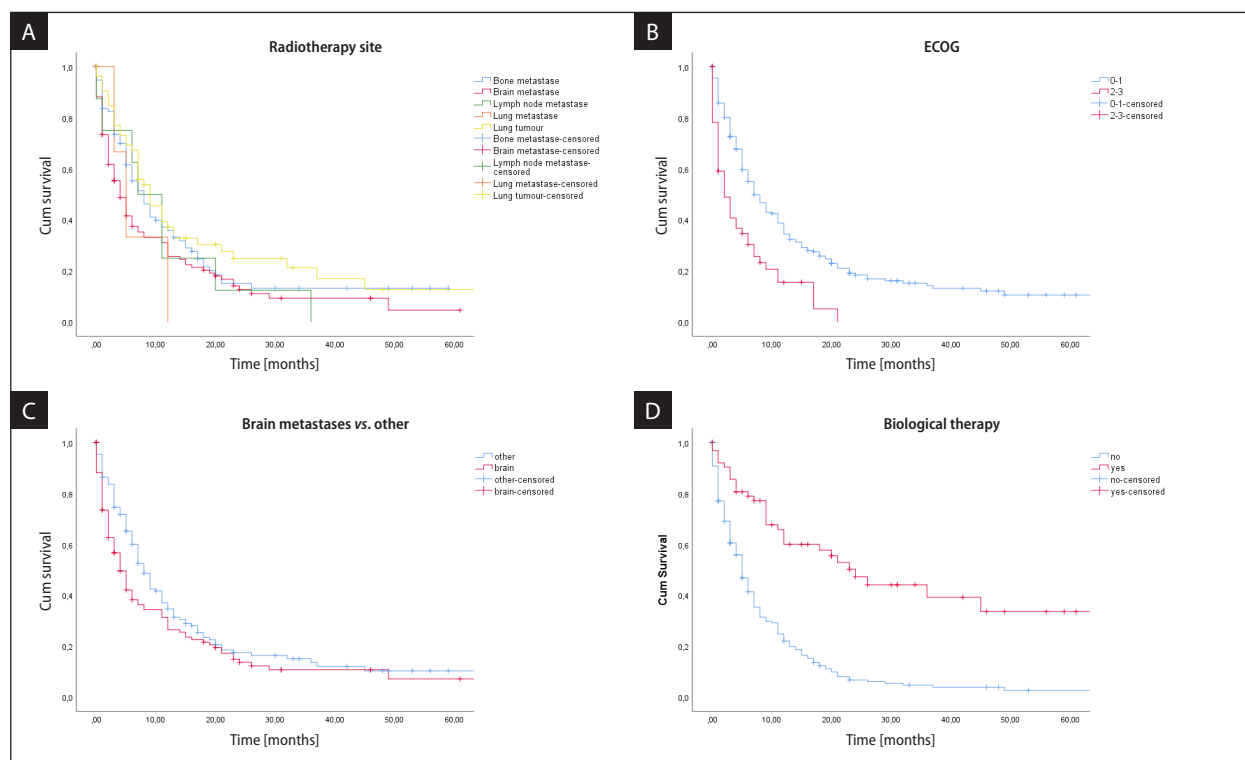 A
Radiotherapy site
Cum survival
1,0
0,8
0,6
0,4
0,2
0,0
,00
10,00
20,00
30,00
40,00
50,00
60,00
Time [months]
Bone metastase
Brain metastase
Lymph node metastase
Lung metastase
Lung tumour
Bone metastase-censored
Brain metastase-censored
Lymph node metastase-
censored
Lung metastase-censored
Lung tumour-censored
B
ECOG
Cum survival
1,0
0,8
0,6
0,4
0,2
0,0
,00
10,00
20,00
30,00
40,00
50,00
60,00
Time [months]
0-1
2-3
0-1-censored
2-3-censored
C
Brain metastases vs. other
Cum survival
1,0
0,8
0,6
0,4
0,2
0,0
,00
10,00
20,00
30,00
40,00
50,00
60,00
Time [months]
other
brain
other-censored
brain-censored
D
Biological therapy
Cum Survival
1,0
0,8
0,6
0,4
0,2
0,0
,00
10,00
20,00
30,00
40,00
50,00
60,00
Time [months]
no
yes
no-censored
yes-censored